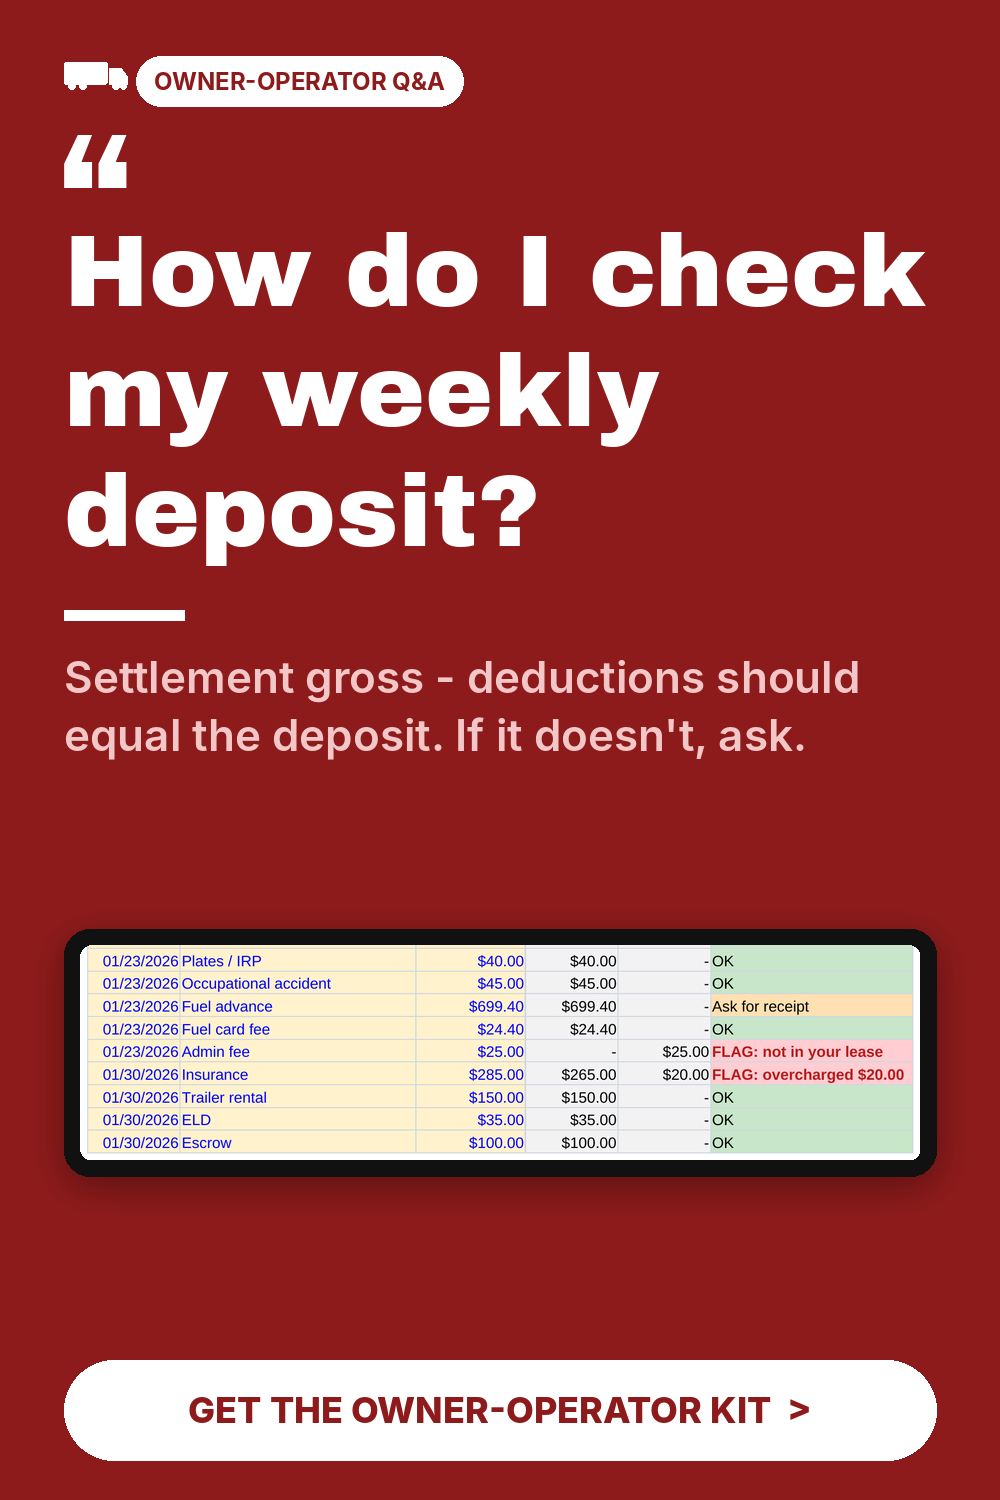 OWNER-OPERATOR Q&A
“
How do I check
my weekly
deposit?
Settlement gross - deductions should
equal the deposit. If it doesn't, ask.
01/23/2026 Plates / IRP $40.00 $40.00 - OK
01/23/2026 Occupational accident $45.00 $45.00 - OK
01/23/2026 Fuel advance $699.40 $699.40 - Ask for receipt
01/23/2026 Fuel card fee $24.40 $24.40 - OK
01/23/2026 Admin fee $25.00 - $25.00 FLAG: not in your lease
01/30/2026 Insurance $285.00 $265.00 $20.00 FLAG: overcharged $20.00
01/30/2026 Trailer rental $150.00 $150.00 - OK
01/30/2026 ELD $35.00 $35.00 - OK
01/30/2026 Escrow $100.00 $100.00 - OK
GET THE OWNER-OPERATOR KIT >